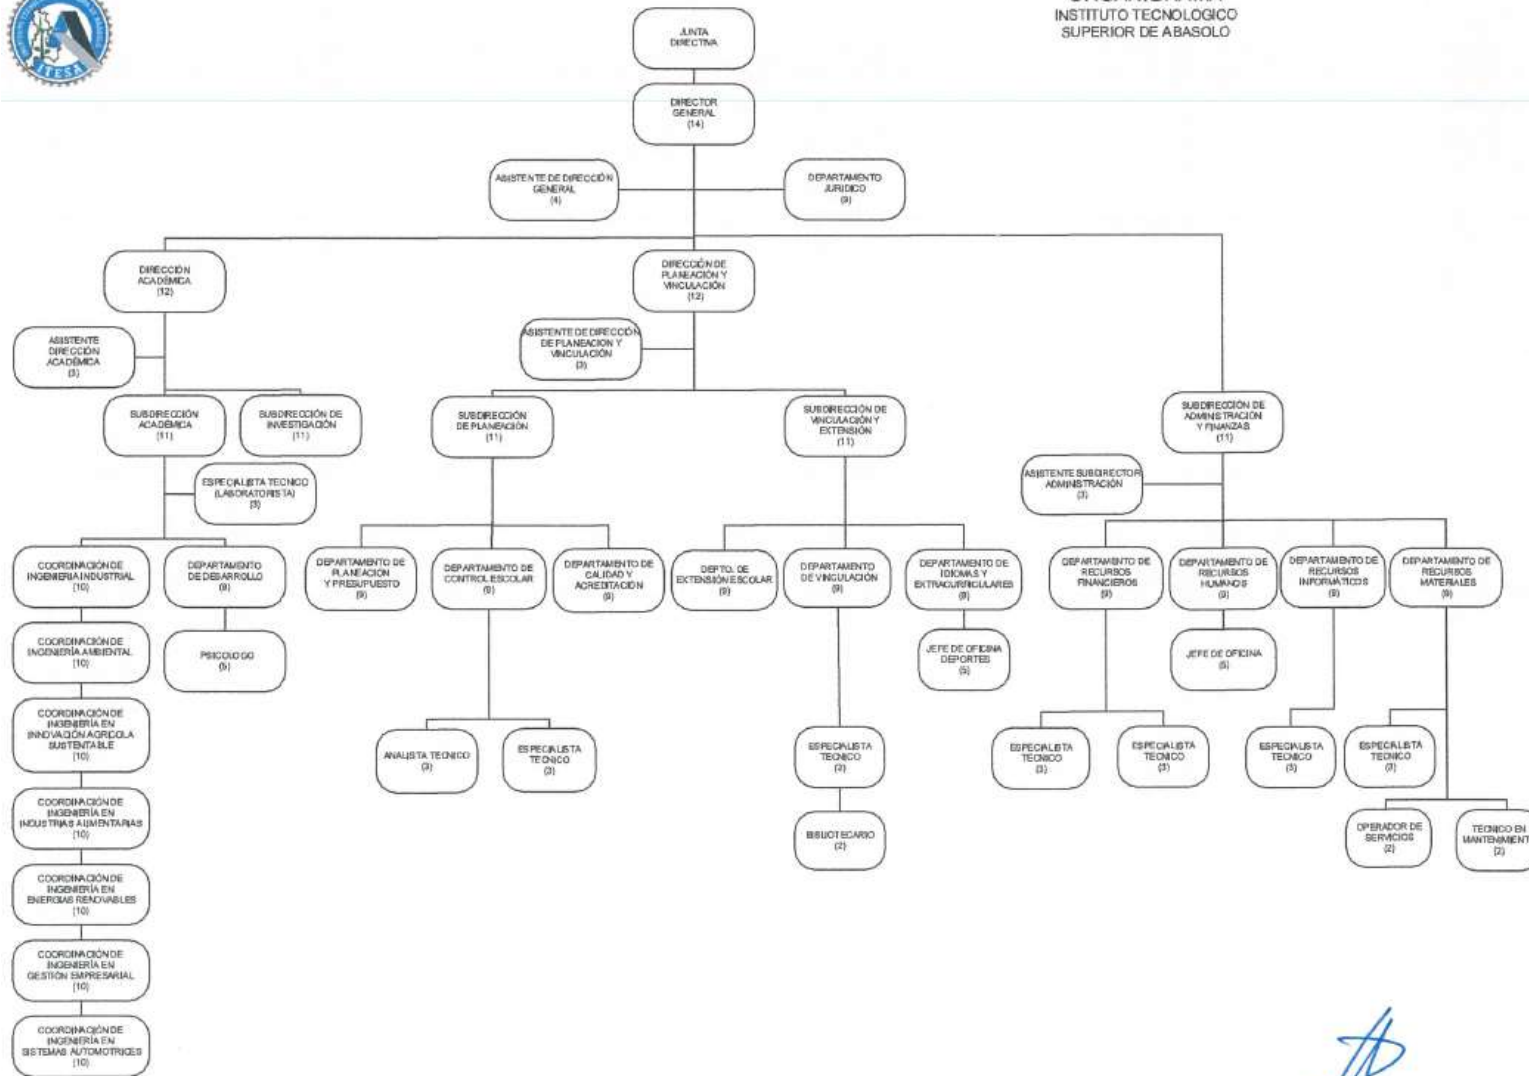 ITESA
INSTITUTO TECNOLOGICO
SUPERIOR DE ABASOLO
JUNTA
DIRECTIVA
DIRECTOR
GENERAL
(14)
ASISTENTE DE DIRECCIÓN
GENERAL
(4)
DEPARTAMENTO
JURIDICO
(9)
DIRECCIÓN
ACADÉMICA
(12)
DIRECCIÓN DE
PLANEACIÓN Y
VINCULACIÓN
(12)
ASISTENTE
DIRECCIÓN
ACADÉMICA
(3)
ASISTENTE DE DIRECCIÓN
DE PLANEACION Y
VINCULACIÓN
(3)
SUBDIRECCIÓN
ACADÉMICA
(11)
SUBDIRECCIÓN DE
INVESTIGACIÓN
(11)
SUBDIRECCIÓN
DE PLANEACIÓN
(11)
SUBDIRECCIÓN DE
VINCULACIÓN Y
EXTENSIÓN
(11)
SUBDIRECCIÓN DE
ADMINISTRACIÓN
Y FINANZAS
(11)
ESPECIALISTA TECNICO
(LABORATORISTA)
(3)
ASISTENTE SUBDIRECTOR
ADMINISTRACIÓN
(3)
COORDINACIÓN DE
INGENIERIA INDUSTRIAL
(10)
DEPARTAMENTO
DE DESARROLLO
(9)
DEPARTAMENTO DE
PLANEACION
Y PRESUPUESTO
(9)
DEPARTAMENTO DE
CONTROL ESCOLAR
(9)
DEPARTAMENTO DE
CALIDAD Y
ACREDITACIÓN
(9)
DEPTO. DE
EXTENSIÓN ESCOLAR
(9)
DEPARTAMENTO
DE VINCULACIÓN
(9)
DEPARTAMENTO DE
IDIOMAS Y
EXTRACURRICULARES
(9)
DEPARTAMENTO DE
RECURSOS
FINANCIEROS
(9)
DEPARTAMENTO DE
RECURSOS
HUMANOS
(9)
DEPARTAMENTO DE
RECURSOS
INFORMÁTICOS
(9)
DEPARTAMENTO DE
RECURSOS
MATERIALES
(9)
COORDINACIÓN DE
INGENIERÍA AMBIENTAL
(10)
PSICOLOGO
(5)
JEFE DE OFICINA
DEPORTES
(5)
JEFE DE OFICINA
(5)
COORDINACIÓN DE
INGENIERÍA EN
INNOVACIÓN AGRICOLA
SUSTENTABLE
(10)
ANALISTA TECNICO
(3)
ESPECIALISTA
TECNICO
(3)
ESPECIALISTA
TECNICO
(3)
ESPECIALISTA
TECNICO
(3)
ESPECIALISTA
TECNICO
(3)
ESPECIALISTA
TECNICO
(3)
ESPECIALISTA
TECNICO
(3)
COORDINACIÓN DE
INGENIERÍA EN
INDUSTRIAS ALIMENTARIAS
(10)
BIBLIOTECARIO
(2)
OPERADOR DE
SERVICIOS
(2)
TECNICO EN
MANTENIMIENT
(2)
COORDINACIÓN DE
INGENIERÍA EN
ENERGIAS RENOVABLES
(10)
COORDINACIÓN DE
INGENIERÍA EN
GESTIÓN EMPRESARIAL
(10)
COORDINACIÓN DE
INGENIERÍA EN
SISTEMAS AUTOMOTRICES
(10)